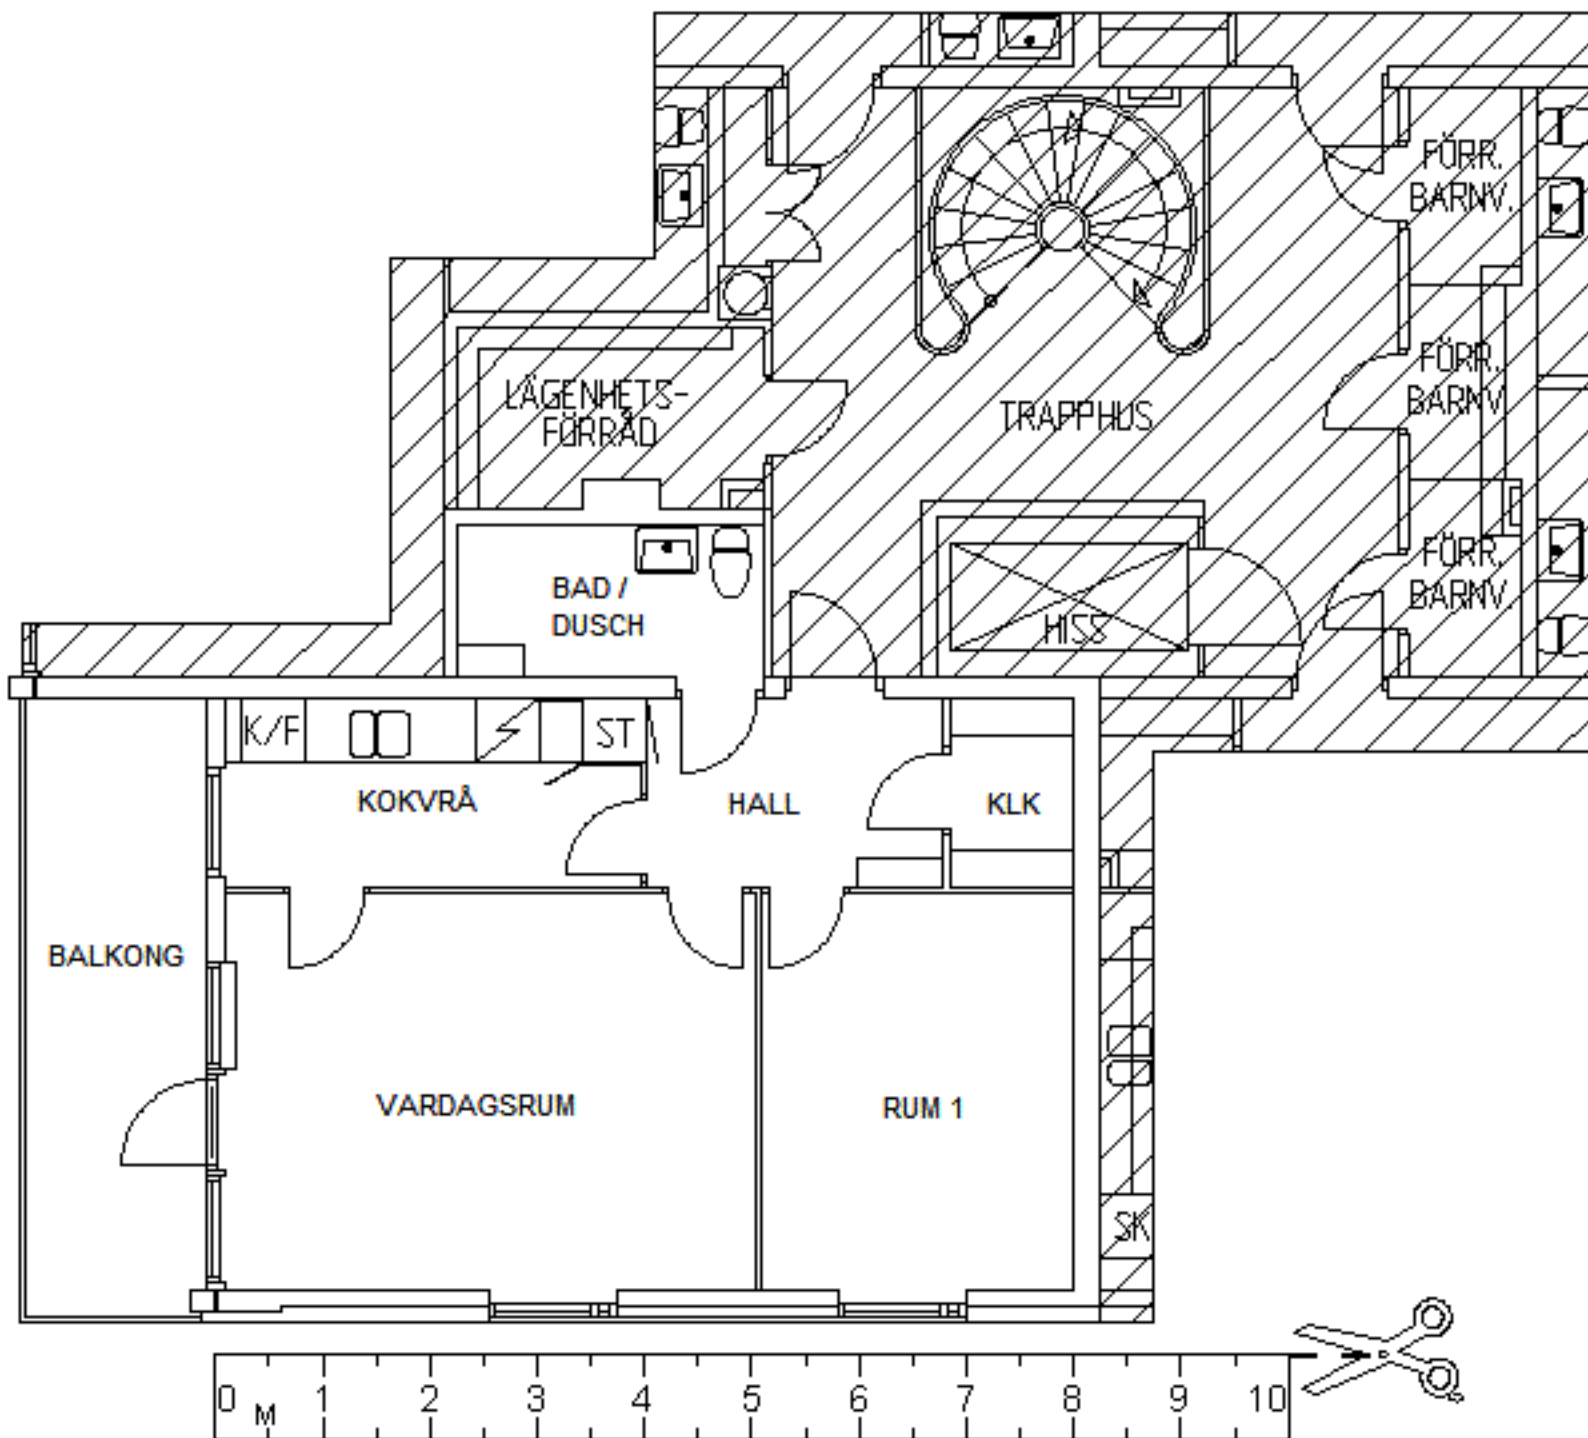 FÖRR.
BARNV.
LÄGENHETS-
FÖRRÅD
TRAPPHUS
FÖRR.
BARNV.
BAD /
DUSCH
HISS
FÖRR.
BARNV.
K/F
ST
KOKVRÅ
HALL
KLK
BALKONG
VARDAGSRUM
RUM 1
SK
0 M 1 2 3 4 5 6 7 8 9 10